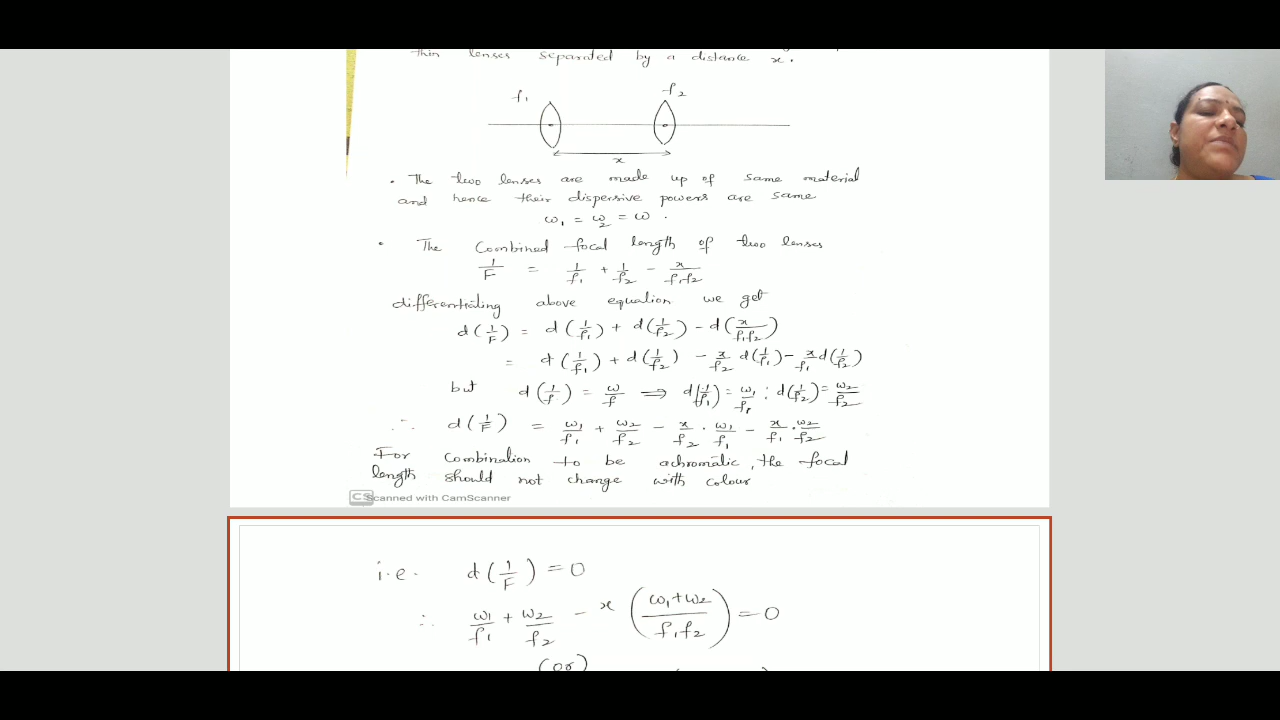 thin lenses separated by a distance x.
f₁ f₂
x
• The two lenses are made up of same material
and hence their dispersive powers are same
ω₁ = ω₂ = ω .
• The Combined focal length of two lenses
1/F = 1/f₁ + 1/f₂ − x/f₁f₂
differentiating above equation we get
d(1/F) = d(1/f₁) + d(1/f₂) − d(x/f₁f₂)
= d(1/f₁) + d(1/f₂) − x/f₂ d(1/f₁) − x/f₁ d(1/f₂)
but d(1/f) = ω/f ⟹ d(1/f₁) = ω₁/f₁ ; d(1/f₂) = ω₂/f₂
∴ d(1/F) = ω₁/f₁ + ω₂/f₂ − x/f₂ · ω₁/f₁ − x/f₁ · ω₂/f₂
For combination to be achromatic, the focal
length should not change with colour
CS Scanned with CamScanner
i.e. d(1/F) = 0
∴ ω₁/f₁ + ω₂/f₂ − x (ω₁+ω₂/f₁f₂) = 0
(or)